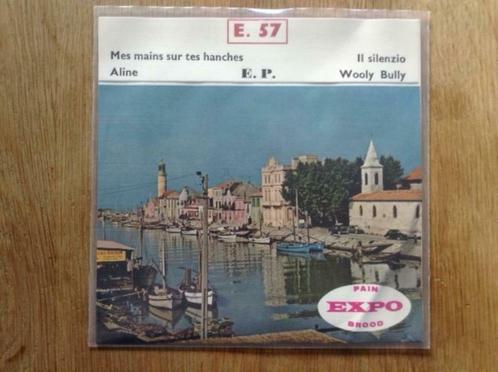 E. 57
Mes mains sur tes hanches
Il silenzio
Aline
E. P.
Wooly Bully
PAIN
EXPO
BROOD